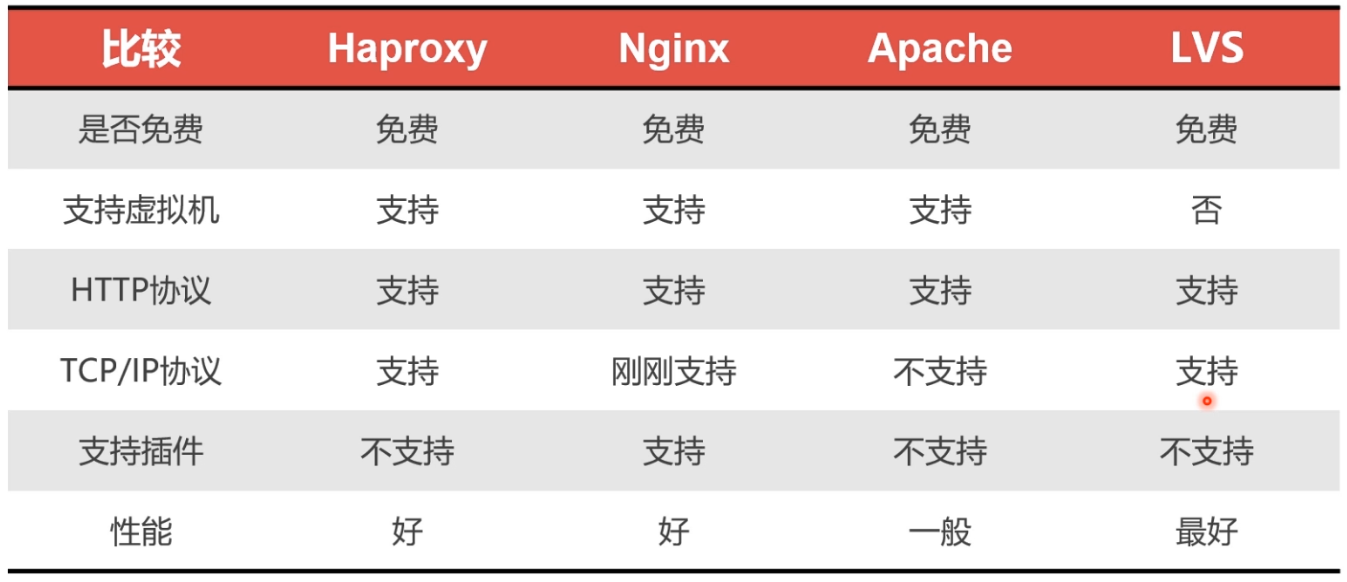 比较 Haproxy Nginx Apache LVS
是否免费 免费 免费 免费 免费
支持虚拟机 支持 支持 支持 否
HTTP协议 支持 支持 支持 支持
TCP/IP协议 支持 刚刚支持 不支持 支持
支持插件 不支持 支持 不支持 不支持
性能 好 好 一般 最好